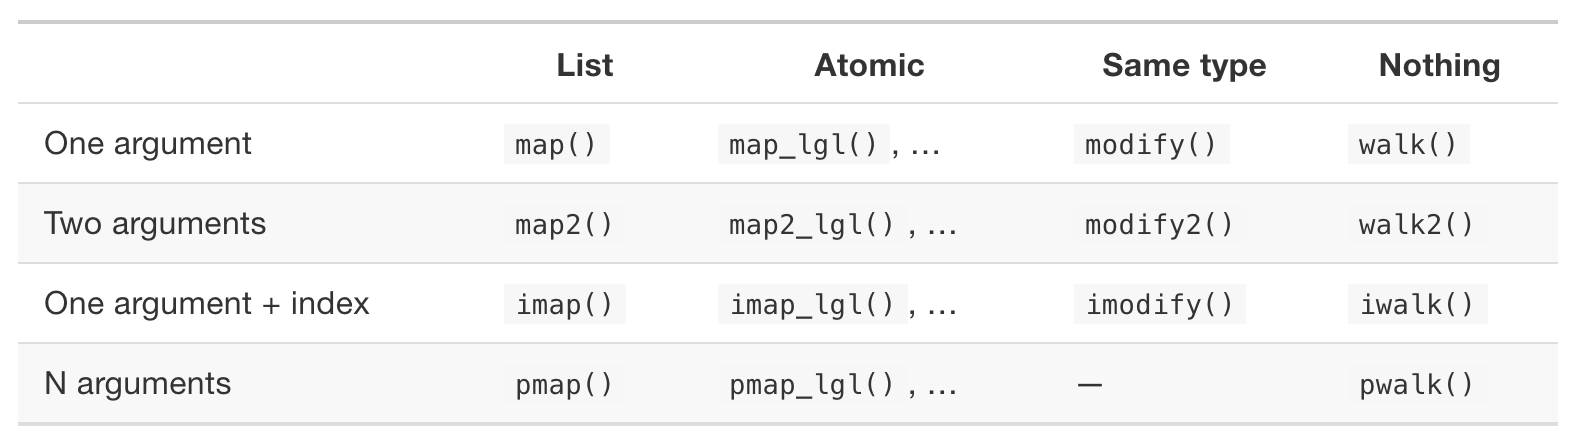 List Atomic Same type Nothing
One argument map() map_lgl(), … modify() walk()
Two arguments map2() map2_lgl(), … modify2() walk2()
One argument + index imap() imap_lgl(), … imodify() iwalk()
N arguments pmap() pmap_lgl(), … — pwalk()